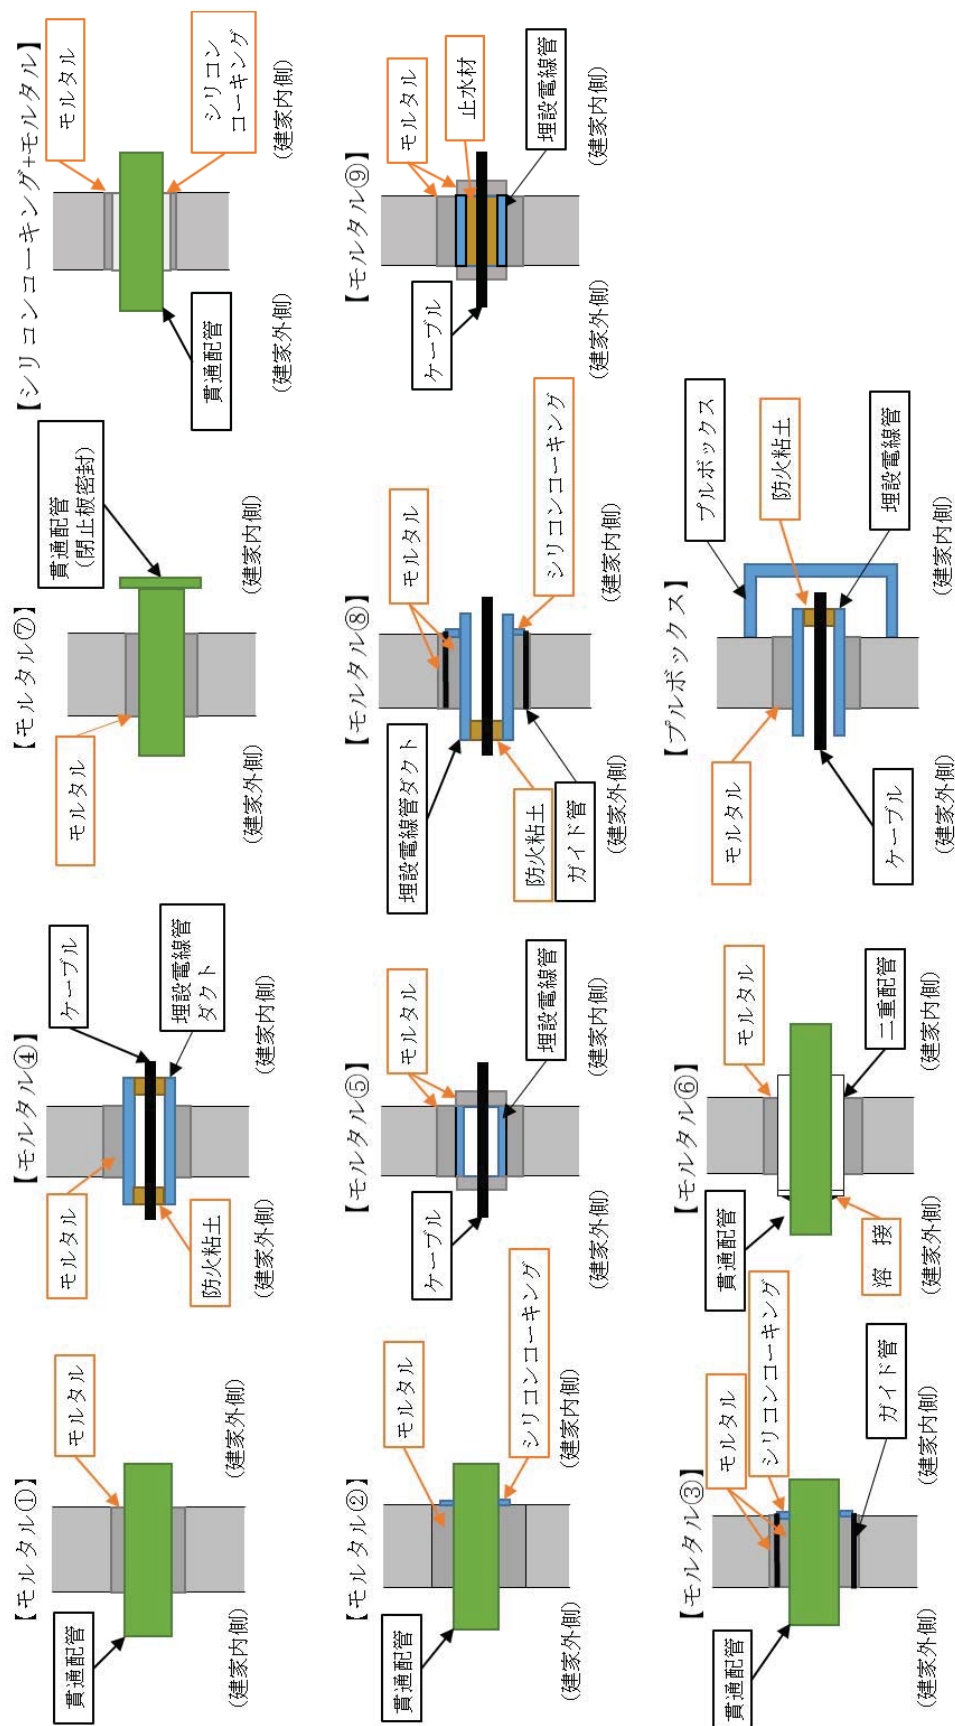 【モルタル①】
モルタル
貫通配管
(建家内側)
(建家外側)
【モルタル④】
ケーブル
モルタル
防火粘土
埋設電線管
ダクト
(建家外側)
(建家内側)
【モルタル⑦】
貫通配管
(閉止板密封)
モルタル
(建家外側)
(建家内側)
【シリコンコーキング+モルタル】
モルタル
貫通配管
シリコン
コーキング
(建家外側)
(建家内側)
【モルタル②】
モルタル
貫通配管
シリコンコーキング
(建家外側)
(建家内側)
【モルタル⑤】
モルタル
ケーブル
埋設電線管
(建家外側)
(建家内側)
【モルタル⑧】
モルタル
埋設電線管ダクト
防火粘土
ガイド管
シリコンコーキング
(建家外側)
(建家内側)
【モルタル⑨】
モルタル
止水材
ケーブル
埋設電線管
(建家外側)
(建家内側)
【モルタル③】
モルタル
シリコンコーキング
貫通配管
ガイド管
(建家外側)
(建家内側)
【モルタル⑥】
モルタル
貫通配管
溶 接
二重配管
(建家外側)
(建家内側)
【プルボックス】
プルボックス
モルタル
防火粘土
ケーブル
埋設電線管
(建家外側)
(建家内側)